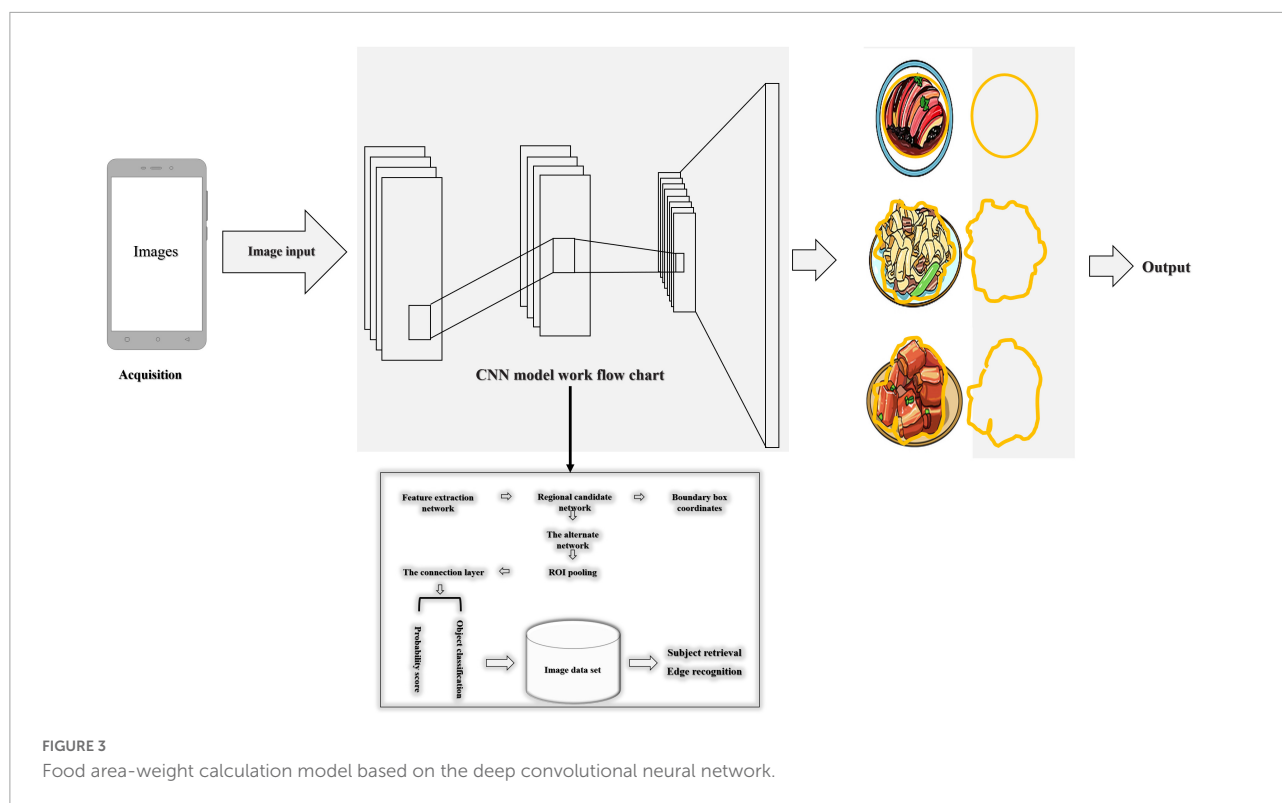 Images
Acquisition
Image input
CNN model work flow chart
Output
Feature extraction
network
Regional candidate
network
Boundary box
coordinates
The alternate
network
ROI pooling
The connection layer
Probability score
Object classification
Image data set
Subject retrieval
Edge recognition
FIGURE 3
Food area-weight calculation model based on the deep convolutional neural network.